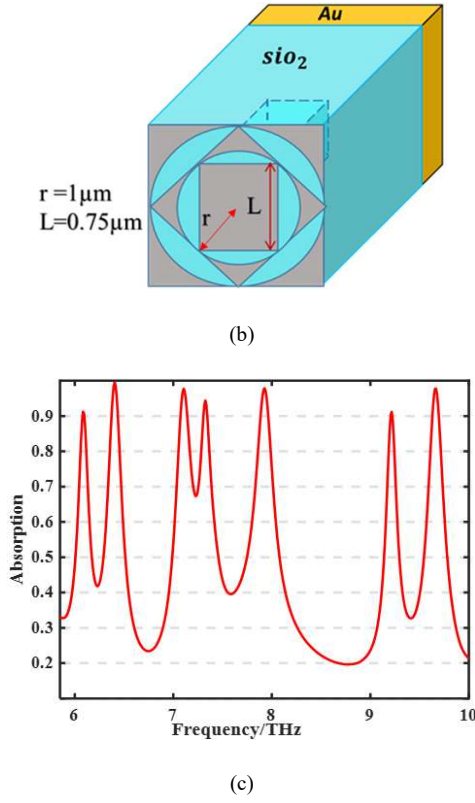 Au
sio₂
r =1µm
L=0.75µm
r
L
(b)
0.9
0.8
0.7
0.6
0.5
0.4
0.3
0.2
Absorption
6 7 8 9 10
Frequency/THz
(c)